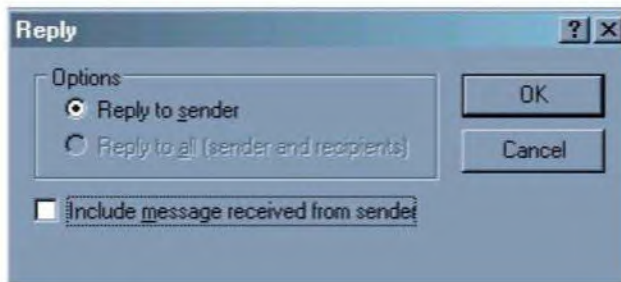 Reply
Options
Reply to sender
Reply to all (sender and recipients)
Include message received from sender
OK
Cancel